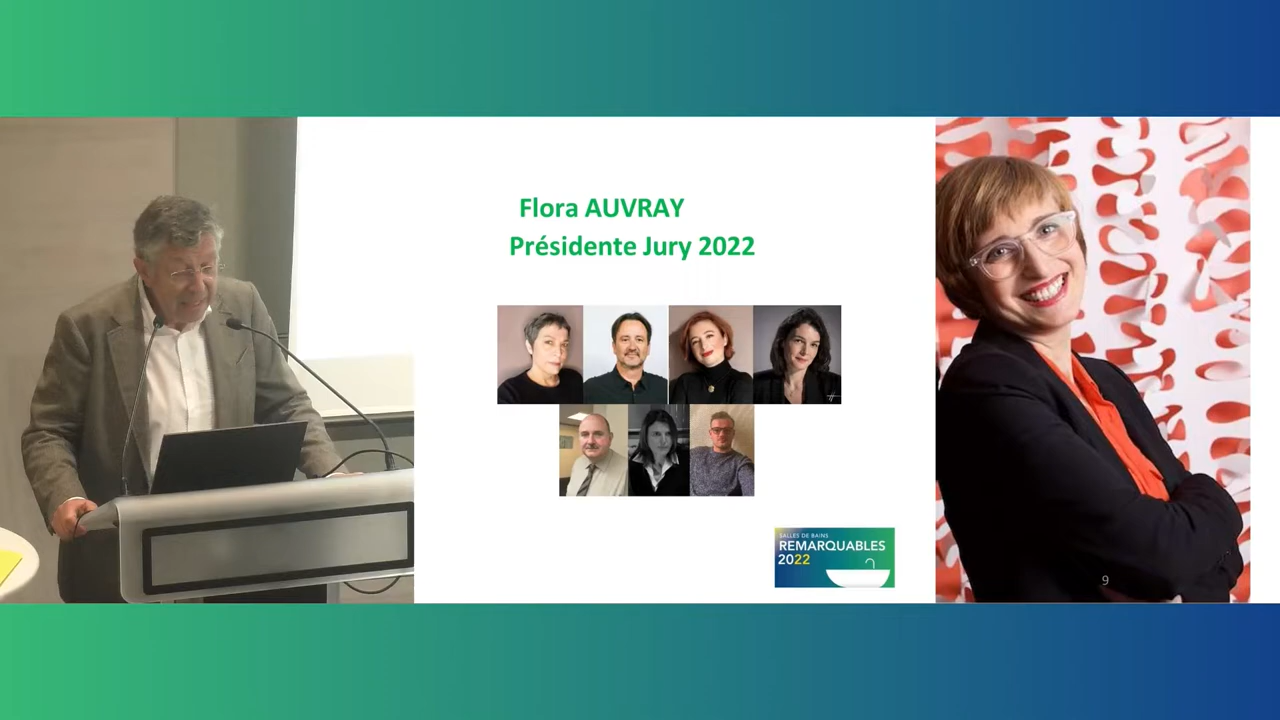 Flora AUVRAY
Présidente Jury 2022
SALLES DE BAINS
REMARQUABLES
2022
9